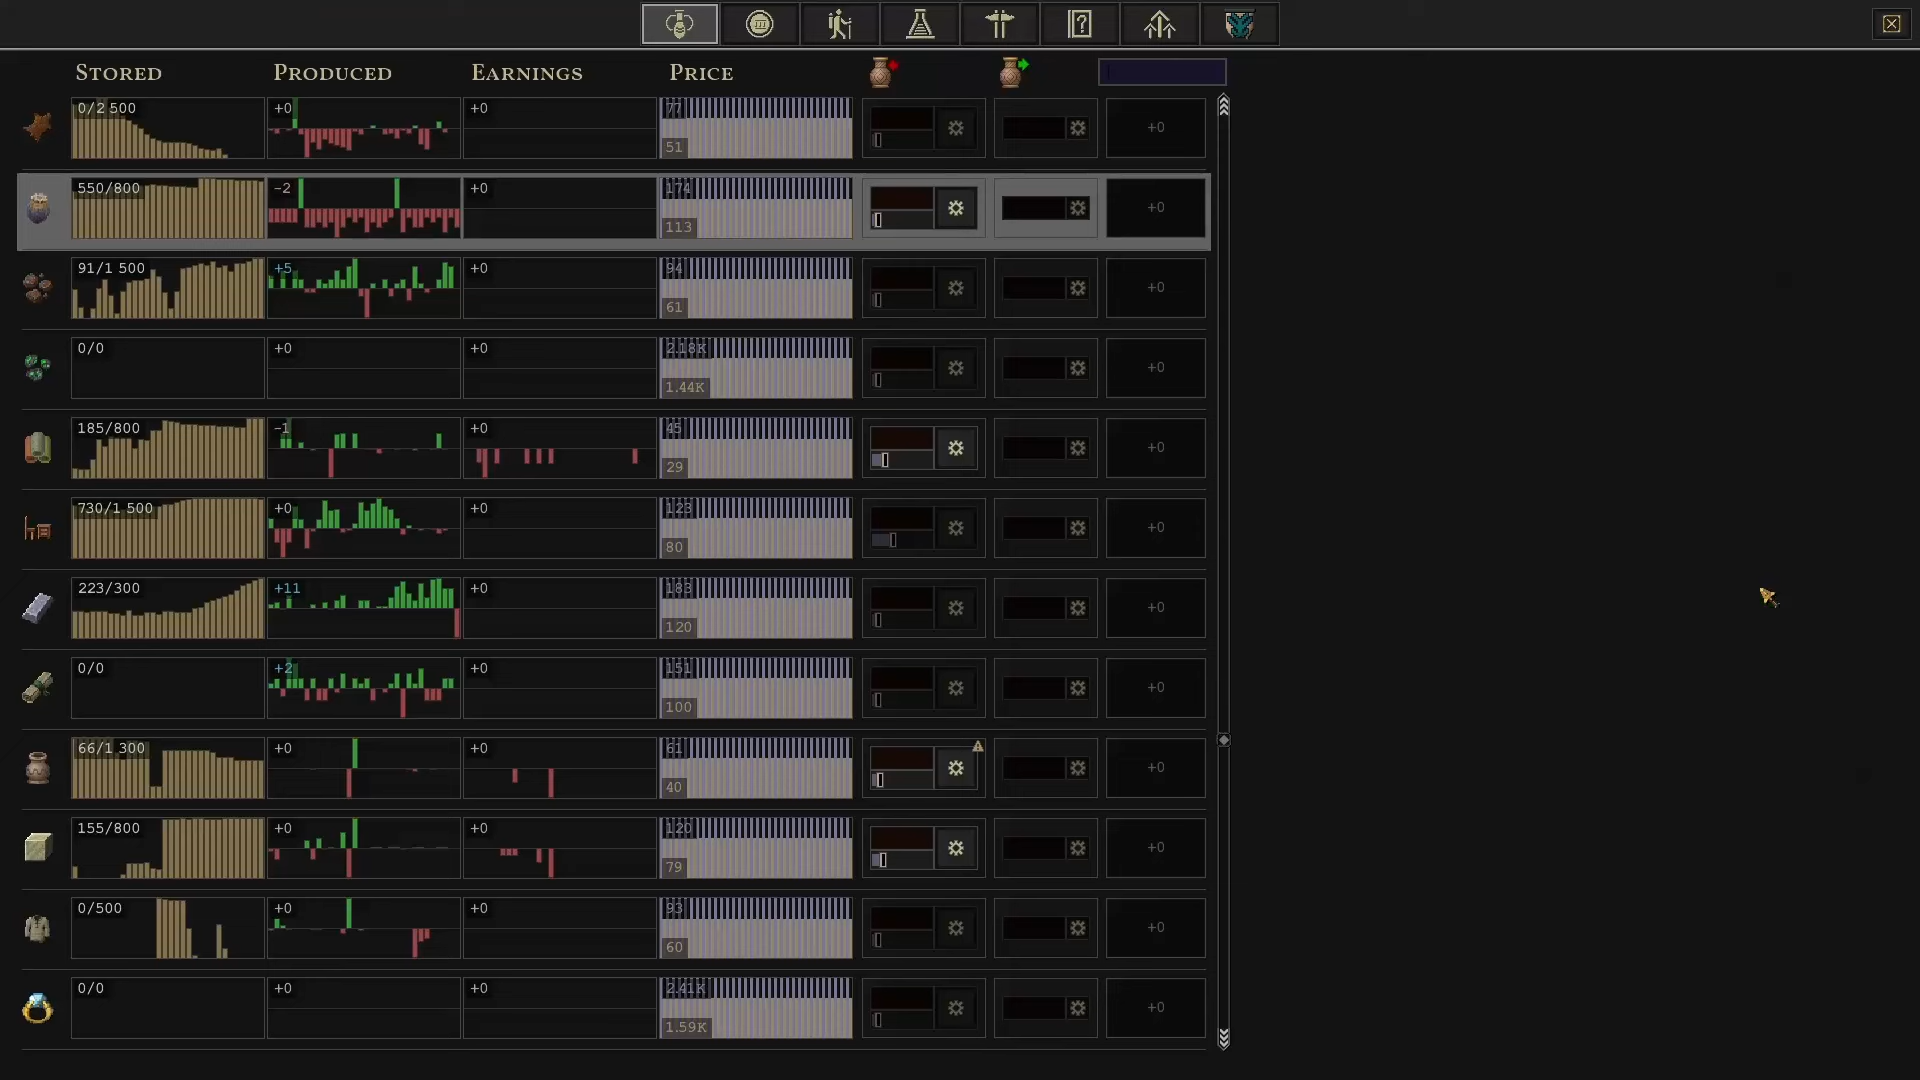 STORED PRODUCED EARNINGS PRICE
0/2 500 +0 +0 77 +0
51
550/800 -2 +0 174 +0
113
91/1 500 +5 +0 94 +0
61
0/0 +0 +0 2.18K +0
1.44K
185/800 -1 +0 45 +0
29
730/1 500 +0 +0 123 +0
80
223/300 +11 +0 183 +0
120
0/0 +2 +0 151 +0
100
66/1 300 +0 +0 61 +0
40
155/800 +0 +0 120 +0
79
0/500 +0 +0 93 +0
60
0/0 +0 +0 2.41K +0
1.59K